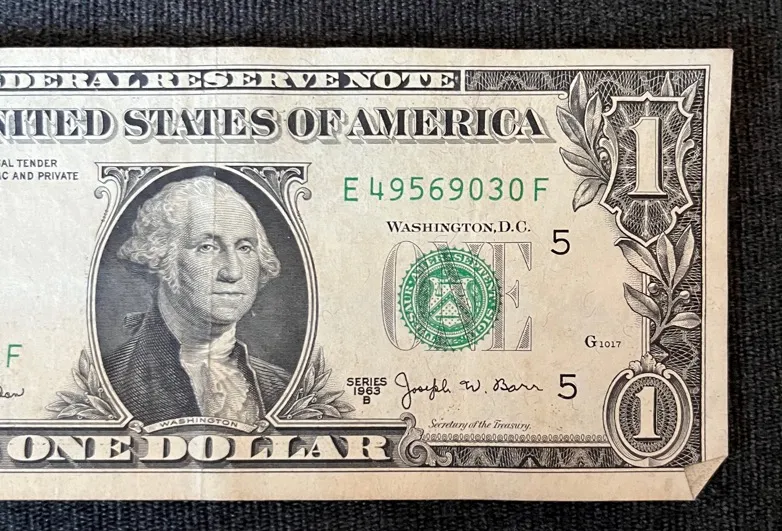 DERAL RESERVE NOTE
NITED STATES OF AMERICA
AL TENDER
IC AND PRIVATE
E 49569030 F
WASHINGTON, D.C.
ONE
5
G1017
F
SERIES
1963
B
Joseph W. Barr
5
Secretary of the Treasury.
WASHINGTON
ONE DOLLAR
1
1